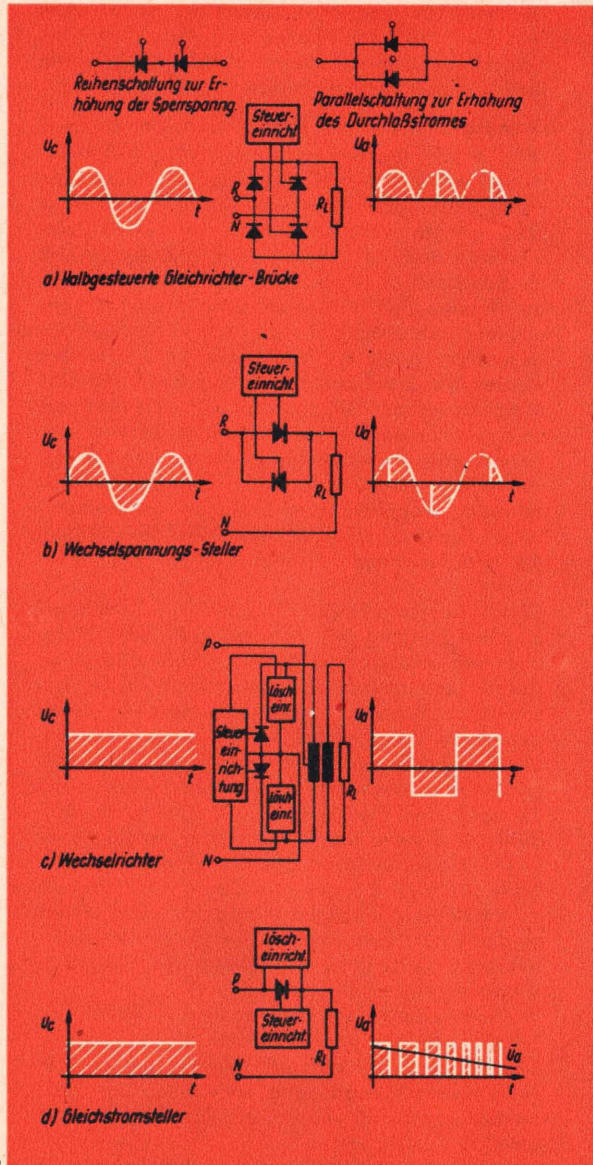 Reihenschaltung zur Er-
höhung der Sperrspanng.
Parallelschaltung zur Erhöhung
des Durchlaßstromes
Uc
t
Steuer-
einricht.
R
N
RL
Ua
t
a) Halbgesteuerte Gleichrichter-Brücke
Uc
t
Steuer-
einricht.
R
N
RL
Ua
t
b) Wechselspannungs-Steller
Uc
t
P
Lösch-
einr.
Steuer-
ein-
rich-
tung
Lösch-
einr.
N
RL
Ua
t
c) Wechselrichter
Uc
t
Lösch-
einricht.
P
Steuer-
einricht.
N
RL
Ua
Ūa
t
d) Gleichstromsteller